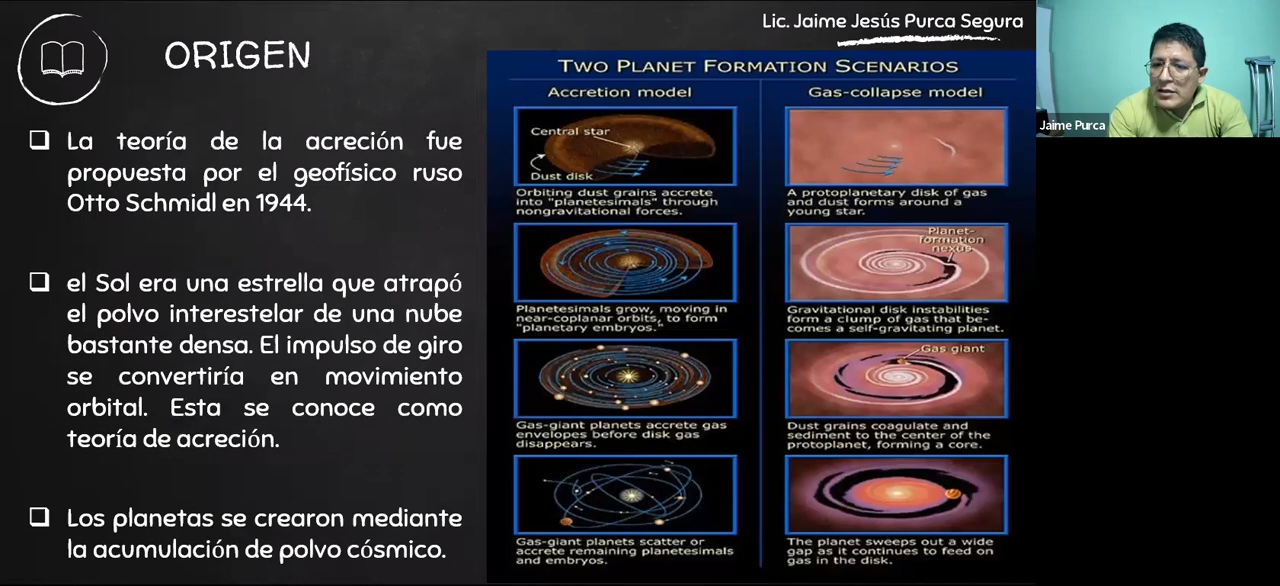 Lic. Jaime Jesús Purca Segura
ORIGEN
❑ La teoría de la acreción fue
propuesta por el geofísico ruso
Otto Schmidl en 1944.
❑ el Sol era una estrella que atrapó
el polvo interestelar de una nube
bastante densa. El impulso de giro
se convertiría en movimiento
orbital. Esta se conoce como
teoría de acreción.
❑ Los planetas se crearon mediante
la acumulación de polvo cósmico.
TWO PLANET FORMATION SCENARIOS
Accretion model
Central star
Dust disk
Orbiting dust grains accrete
into "planetesimals" through
nongravitational forces.
Planetesimals grow, moving in
near-coplanar orbits, to form
"planetary embryos."
Gas-giant planets accrete gas
envelopes before disk gas
disappears.
Gas-giant planets scatter or
accrete remaining planetesimals
and embryos.
Gas-collapse model
A protoplanetary disk of gas
and dust forms around a
young star.
Planet-
formation
nexus
Gravitational disk instabilities
form a clump of gas that be-
comes a self-gravitating planet.
Gas giant
Dust grains coagulate and
sediment to the center of the
protoplanet, forming a core.
The planet sweeps out a wide
gap as it continues to feed on
gas in the disk.
Jaime Purca